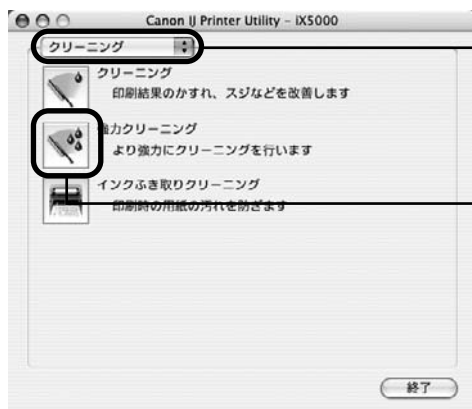 Canon IJ Printer Utility – iX5000
クリーニング
クリーニング
印刷結果のかすれ、スジなどを改善します
強力クリーニング
より強力にクリーニングを行います
インクふき取りクリーニング
印刷時の用紙の汚れを防ぎます
終了